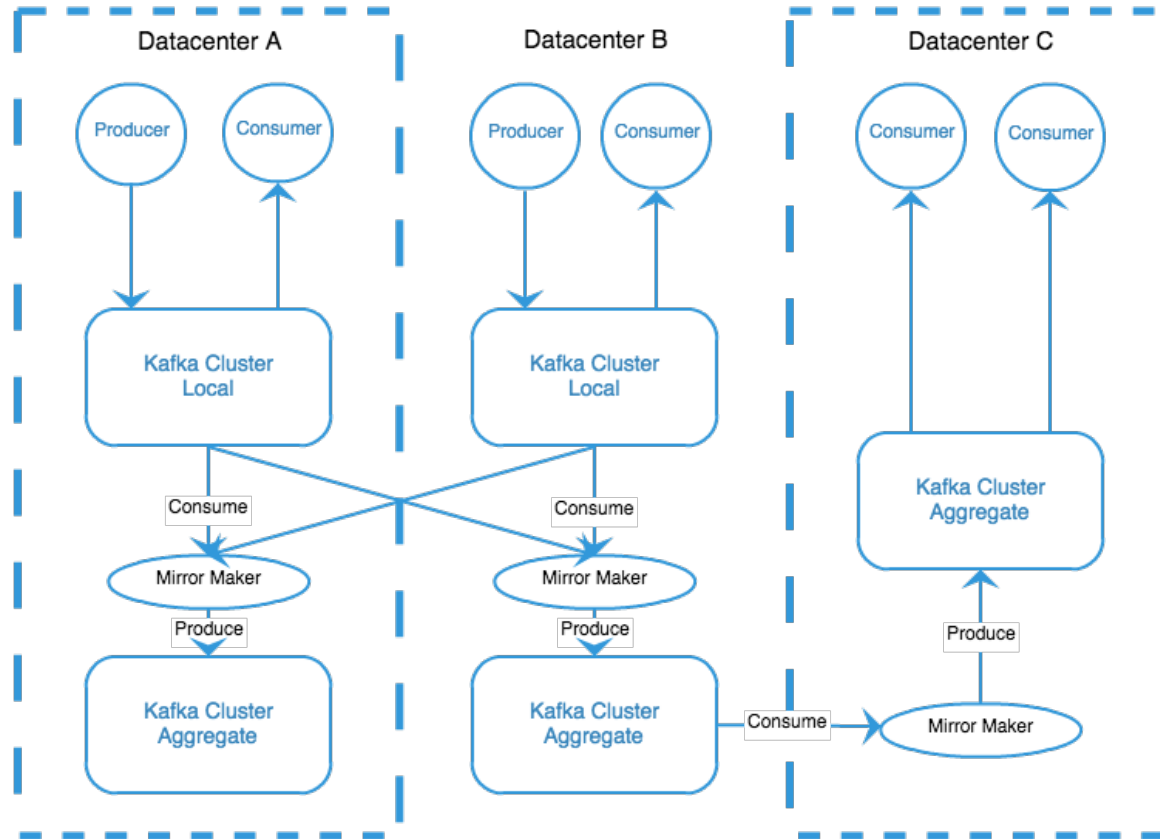 Datacenter A
Datacenter B
Datacenter C
Producer
Consumer
Producer
Consumer
Consumer
Consumer
Kafka Cluster
Local
Kafka Cluster
Local
Kafka Cluster
Aggregate
Consume
Consume
Mirror Maker
Mirror Maker
Produce
Produce
Produce
Kafka Cluster
Aggregate
Kafka Cluster
Aggregate
Consume
Mirror Maker